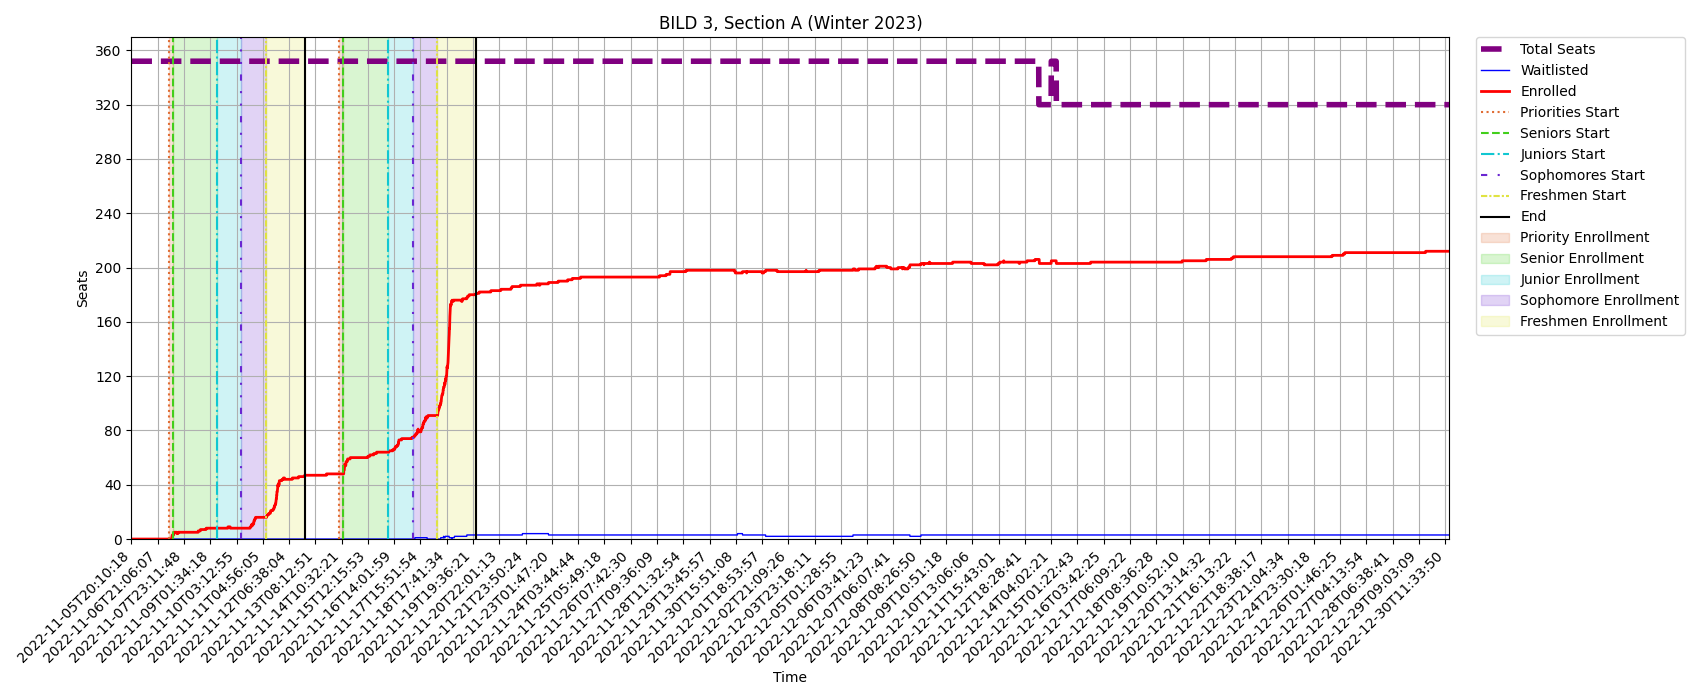 BILD 3, Section A (Winter 2023)
Seats
360
320
280
240
200
160
120
80
40
0
2022-11-05T20:10:18
2022-11-06T21:06:07
2022-11-07T23:11:48
2022-11-09T01:34:18
2022-11-10T03:12:55
2022-11-11T04:56:05
2022-11-12T06:38:04
2022-11-13T08:12:51
2022-11-14T10:32:21
2022-11-15T12:15:53
2022-11-16T14:01:59
2022-11-17T15:51:54
2022-11-18T17:41:34
2022-11-19T19:36:21
2022-11-20T22:01:13
2022-11-21T23:50:24
2022-11-23T01:47:20
2022-11-24T03:44:44
2022-11-25T05:49:18
2022-11-26T07:42:30
2022-11-27T09:36:09
2022-11-28T11:32:54
2022-11-29T13:45:57
2022-11-30T15:51:08
2022-12-01T18:53:57
2022-12-02T21:09:26
2022-12-03T23:18:11
2022-12-05T01:28:55
2022-12-06T03:41:23
2022-12-07T06:07:41
2022-12-08T08:26:50
2022-12-09T10:51:18
2022-12-10T13:06:06
2022-12-11T15:43:01
2022-12-12T18:28:41
2022-12-14T04:02:21
2022-12-15T01:22:43
2022-12-16T03:42:25
2022-12-17T06:09:22
2022-12-18T08:36:28
2022-12-19T10:52:10
2022-12-20T13:14:32
2022-12-21T16:13:22
2022-12-22T18:38:17
2022-12-23T21:04:34
2022-12-24T23:30:18
2022-12-26T01:46:25
2022-12-27T04:13:54
2022-12-28T06:38:41
2022-12-29T09:03:09
2022-12-30T11:33:50
Time
Total Seats
Waitlisted
Enrolled
Priorities Start
Seniors Start
Juniors Start
Sophomores Start
Freshmen Start
End
Priority Enrollment
Senior Enrollment
Junior Enrollment
Sophomore Enrollment
Freshmen Enrollment